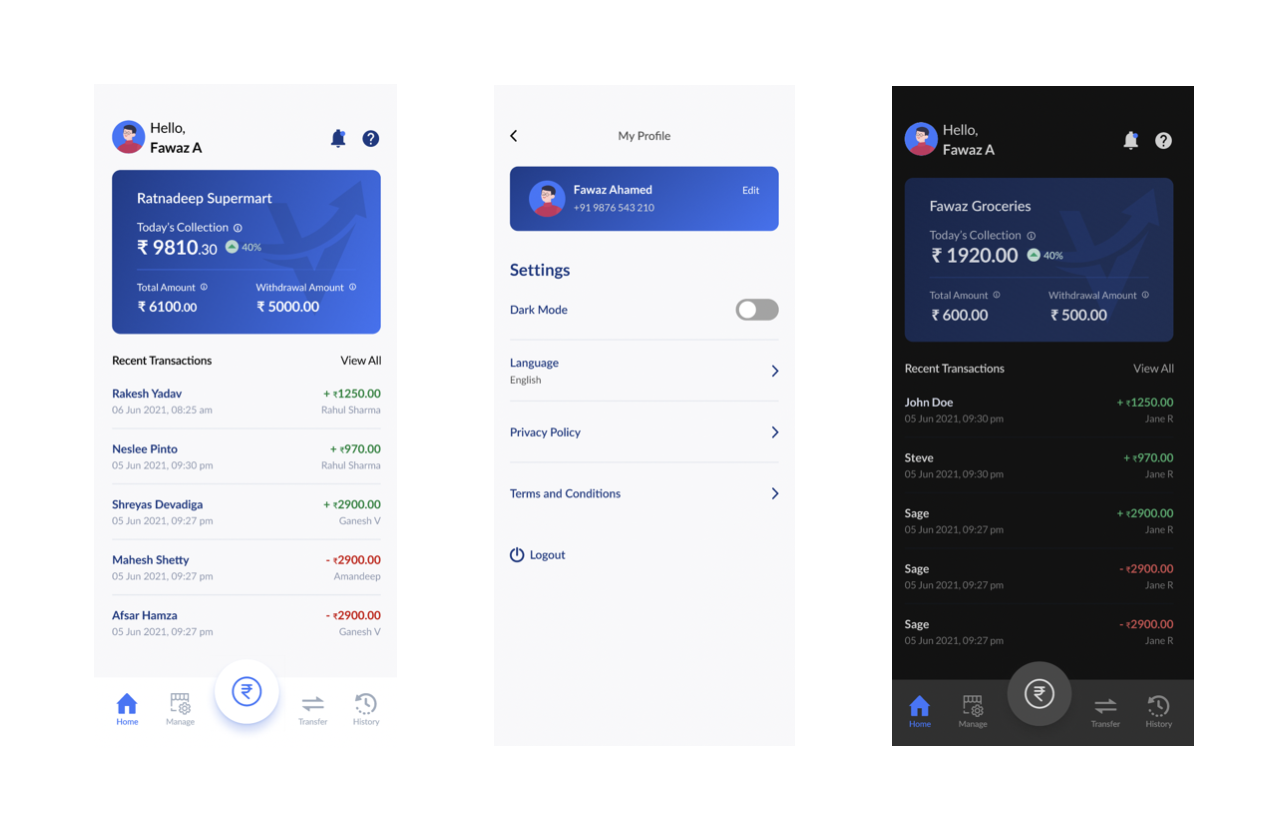 Hello,
Fawaz A
Ratnadeep Supermart
Today's Collection
₹ 9810.30 40%
Total Amount Withdrawal Amount
₹ 6100.00 ₹ 5000.00
Recent Transactions View All
Rakesh Yadav + ₹1250.00
06 Jun 2021, 08:25 am Rahul Sharma
Neslee Pinto + ₹970.00
05 Jun 2021, 09:30 pm Rahul Sharma
Shreyas Devadiga + ₹2900.00
05 Jun 2021, 09:27 pm Ganesh V
Mahesh Shetty - ₹2900.00
05 Jun 2021, 09:27 pm Amandeep
Afsar Hamza - ₹2900.00
05 Jun 2021, 09:27 pm Ganesh V
₹
Home Manage Transfer History
My Profile
Fawaz Ahamed Edit
+91 9876 543 210
Settings
Dark Mode
Language
English
Privacy Policy
Terms and Conditions
Logout
Hello,
Fawaz A
Fawaz Groceries
Today's Collection
₹ 1920.00 40%
Total Amount Withdrawal Amount
₹ 600.00 ₹ 500.00
Recent Transactions View All
John Doe + ₹1250.00
05 Jun 2021, 09:30 pm Jane R
Steve + ₹970.00
05 Jun 2021, 09:30 pm Jane R
Sage + ₹2900.00
05 Jun 2021, 09:27 pm Jane R
Sage - ₹2900.00
05 Jun 2021, 09:27 pm Jane R
Sage - ₹2900.00
05 Jun 2021, 09:27 pm Jane R
₹
Home Manage Transfer History